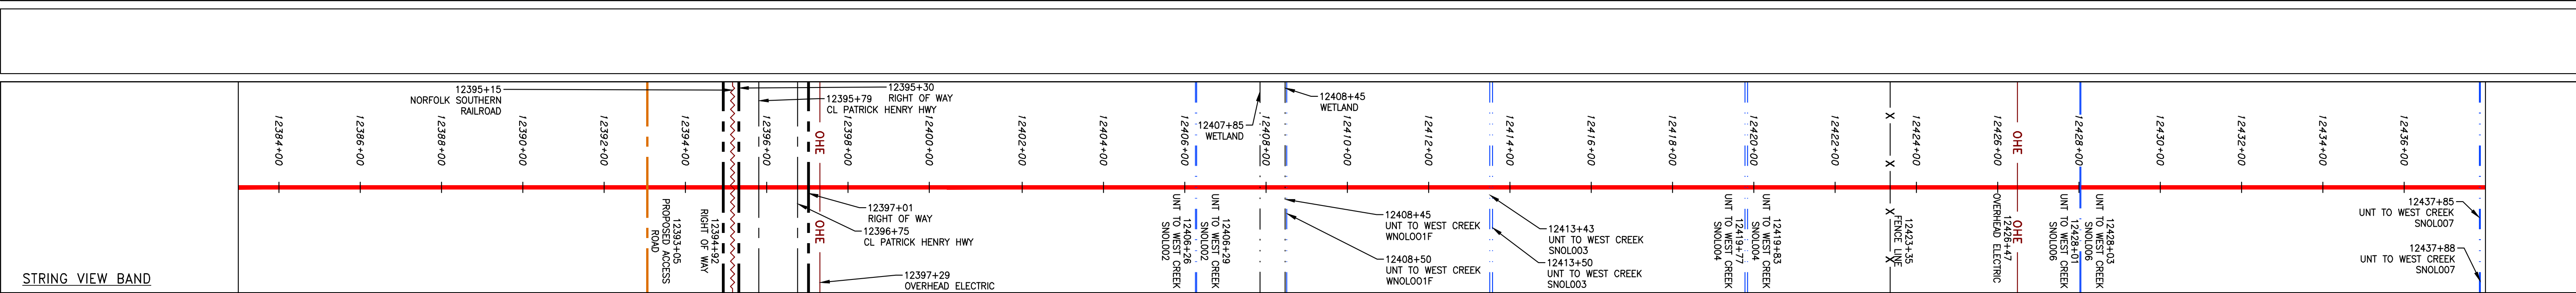 12395+15
NORFOLK SOUTHERN
RAILROAD
12395+30
RIGHT OF WAY
12395+79
CL PATRICK HENRY HWY
12408+45
WETLAND
12407+85
WETLAND
12384+00
12386+00
12388+00
12390+00
12392+00
12394+00
12396+00
12398+00
12400+00
12402+00
12404+00
12406+00
12408+00
12410+00
12412+00
12414+00
12416+00
12418+00
12420+00
12422+00
12424+00
12426+00
12428+00
12430+00
12432+00
12434+00
12436+00
OHE
OHE
X
X
12393+05
PROPOSED ACCESS
ROAD
12394+92
RIGHT OF WAY
12397+01
RIGHT OF WAY
12396+75
CL PATRICK HENRY HWY
OHE
12397+29
OVERHEAD ELECTRIC
12406+26
UNT TO WEST CREEK
SNOL002
12406+29
UNT TO WEST CREEK
SNOL002
12408+45
UNT TO WEST CREEK
WNOL001F
12408+50
UNT TO WEST CREEK
WNOL001F
12413+43
UNT TO WEST CREEK
SNOL003
12413+50
UNT TO WEST CREEK
SNOL003
12419+77
UNT TO WEST CREEK
SNOL004
12419+83
UNT TO WEST CREEK
SNOL004
X
X
12423+35
FENCE LINE
12426+47
OVERHEAD ELECTRIC
OHE
12428+01
UNT TO WEST CREEK
SNOL006
12428+03
UNT TO WEST CREEK
SNOL006
12437+85
UNT TO WEST CREEK
SNOL007
12437+88
UNT TO WEST CREEK
SNOL007
STRING VIEW BAND